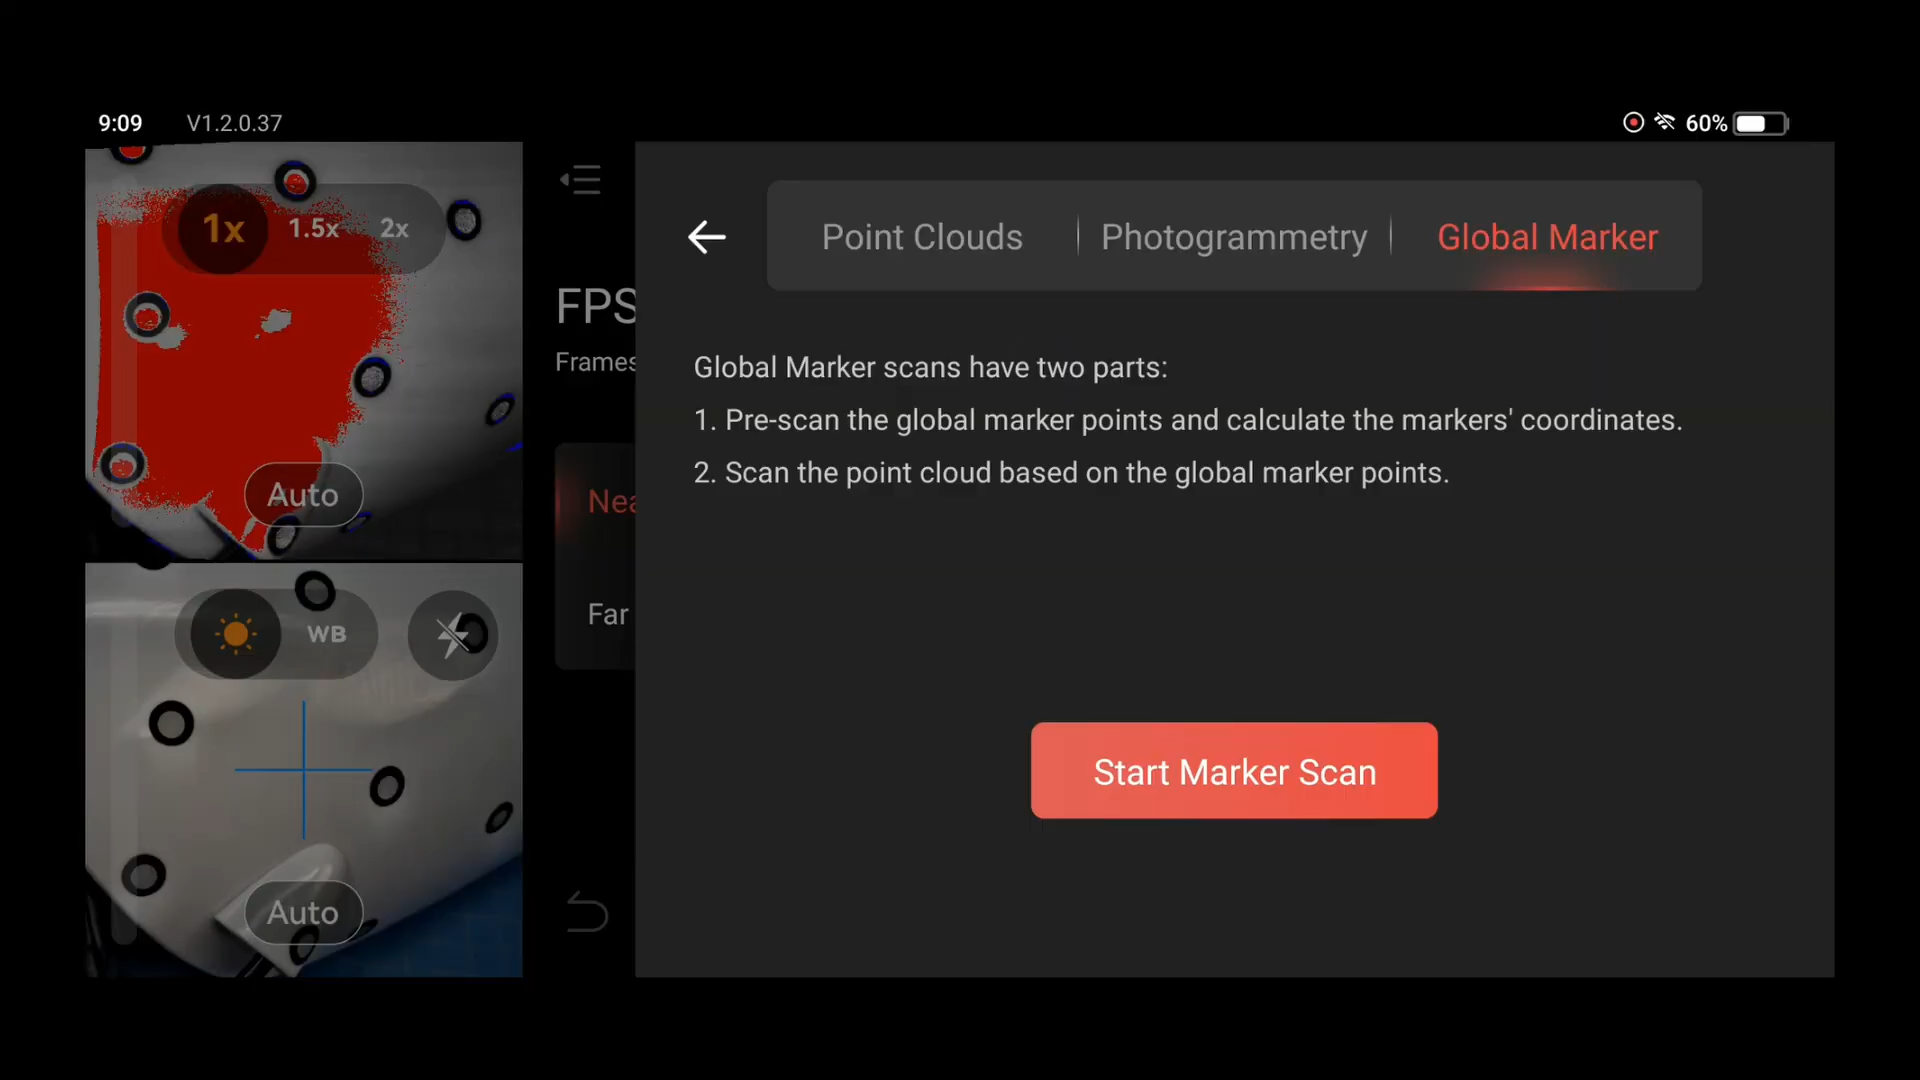 9:09 V1.2.0.37 60%
1x 1.5x 2x
Auto
WB
Auto
FPS
Frames
Nea
Far
Point Clouds Photogrammetry Global Marker
Global Marker scans have two parts:
1. Pre-scan the global marker points and calculate the markers' coordinates.
2. Scan the point cloud based on the global marker points.
Start Marker Scan